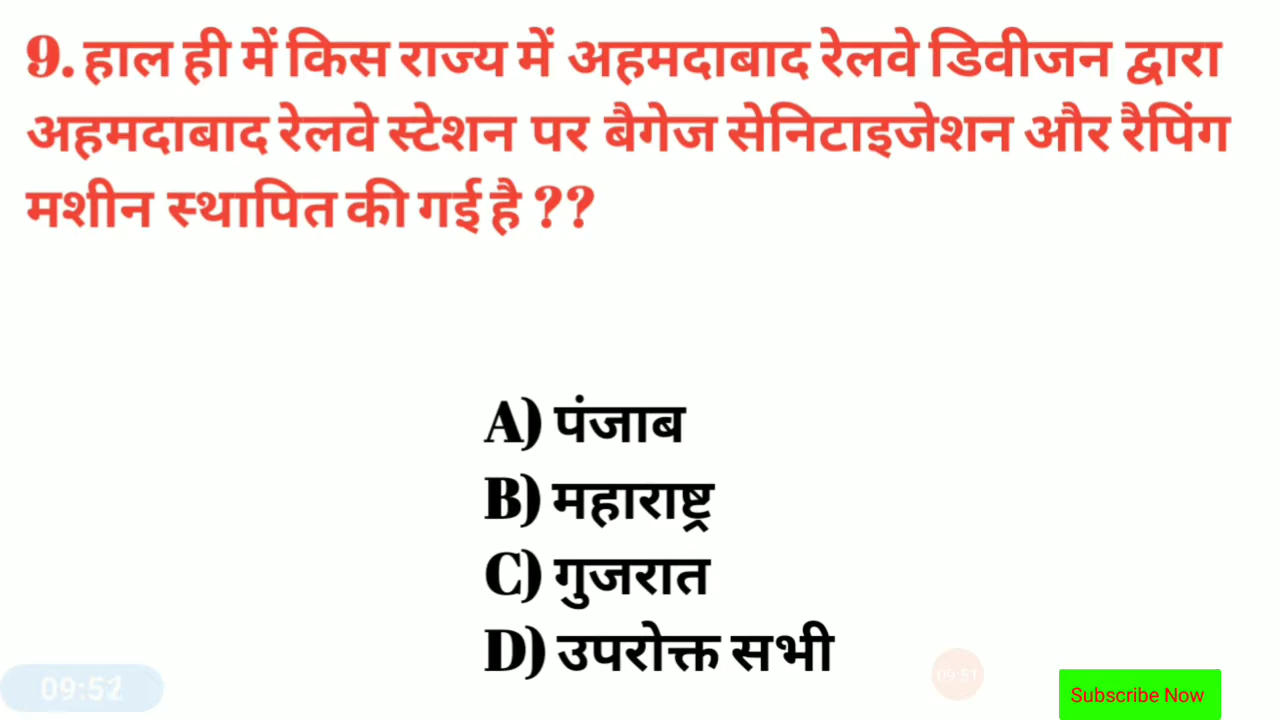 9. हाल ही में किस राज्य में अहमदाबाद रेलवे डिवीजन द्वारा
अहमदाबाद रेलवे स्टेशन पर बैगेज सेनिटाइजेशन और रैपिंग
मशीन स्थापित की गई है ??
A) पंजाब
B) महाराष्ट्र
C) गुजरात
D) उपरोक्त सभी
09:51
Subscribe Now